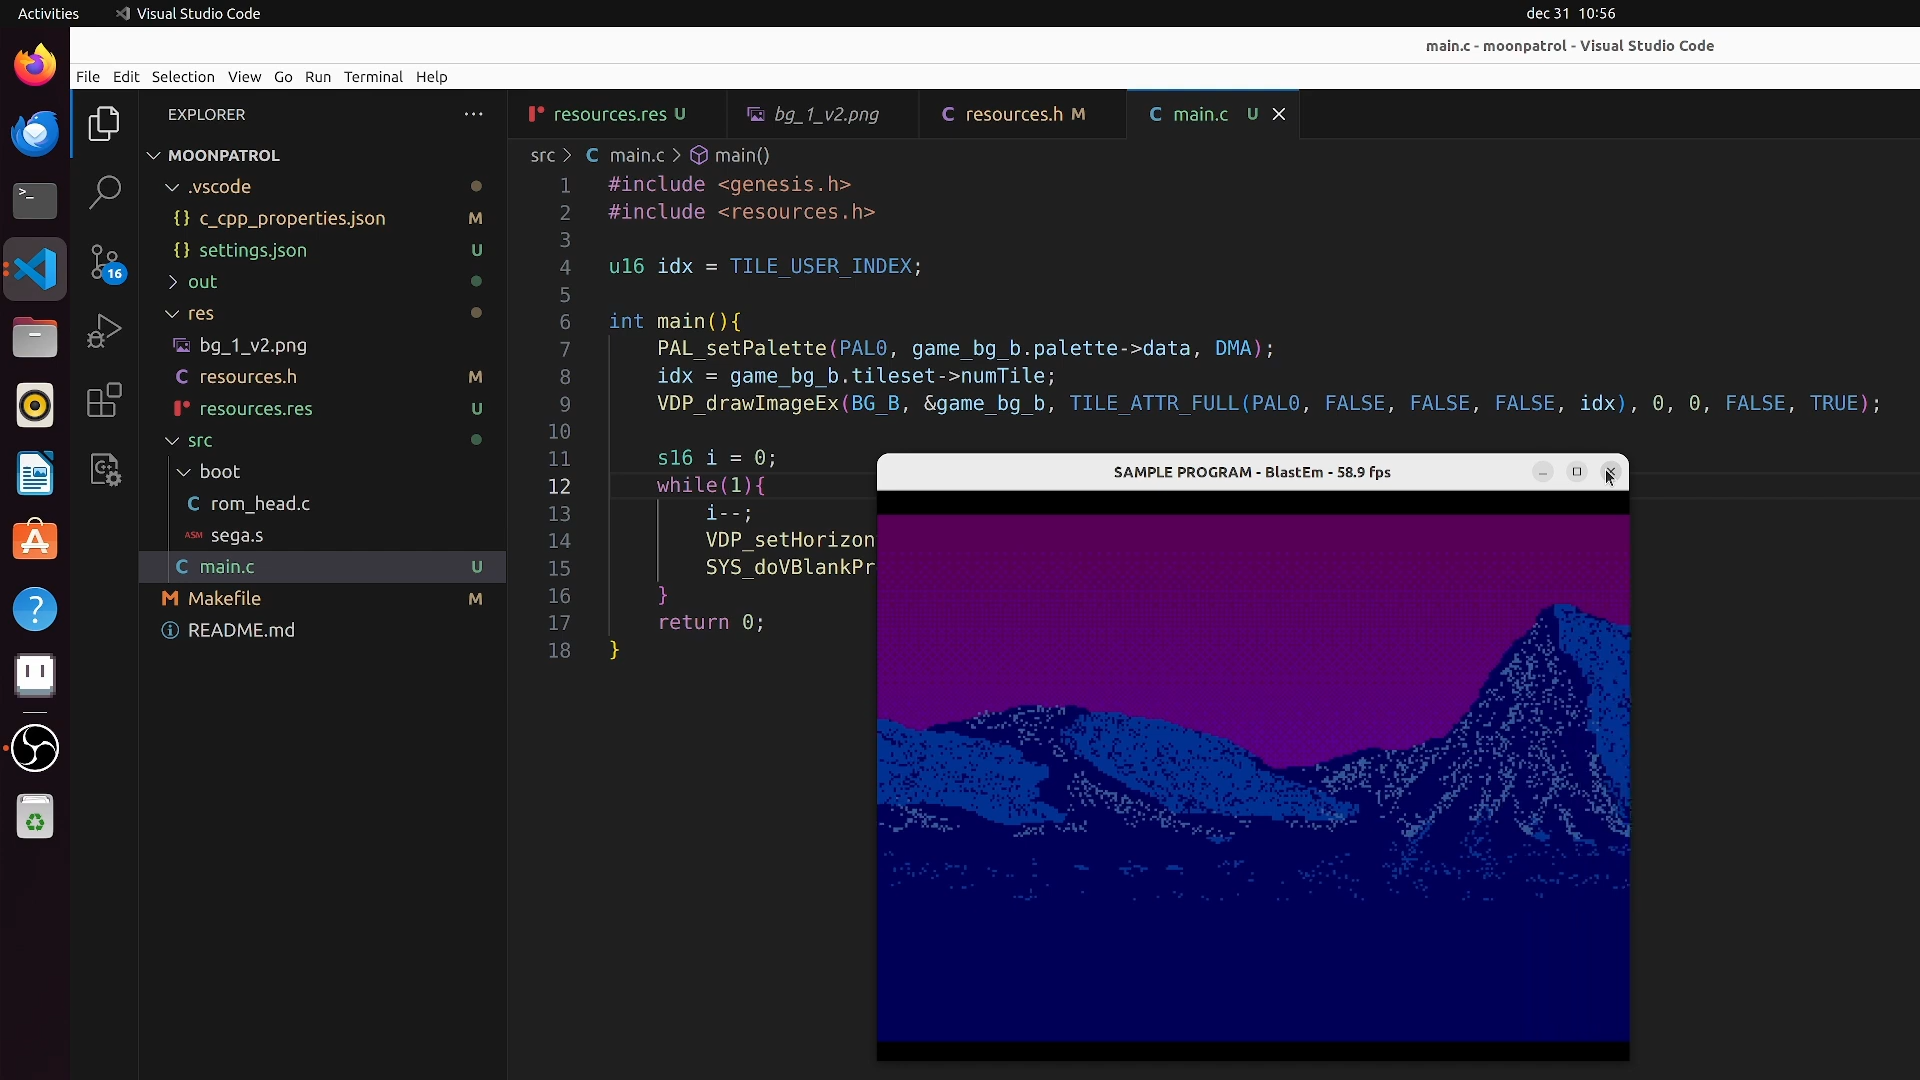 Activities
Visual Studio Code
dec 31 10:56
main.c - moonpatrol - Visual Studio Code
File Edit Selection View Go Run Terminal Help
EXPLORER
MOONPATROL
.vscode
{} c_cpp_properties.json M
{} settings.json U
out
res
bg_1_v2.png
C resources.h M
resources.res U
src
boot
C rom_head.c
ASM sega.s
C main.c U
M Makefile M
README.md
16
resources.res U
bg_1_v2.png
C resources.h M
C main.c U
src > C main.c > main()
1 #include <genesis.h>
2 #include <resources.h>
3
4 u16 idx = TILE_USER_INDEX;
5
6 int main(){
7 PAL_setPalette(PAL0, game_bg_b.palette->data, DMA);
8 idx = game_bg_b.tileset->numTile;
9 VDP_drawImageEx(BG_B, &game_bg_b, TILE_ATTR_FULL(PAL0, FALSE, FALSE, FALSE, idx), 0, 0, FALSE, TRUE);
10
11 s16 i = 0;
12 while(1){
13 i--;
14 VDP_setHorizon
15 SYS_doVBlankPr
16 }
17 return 0;
18 }
SAMPLE PROGRAM - BlastEm - 58.9 fps